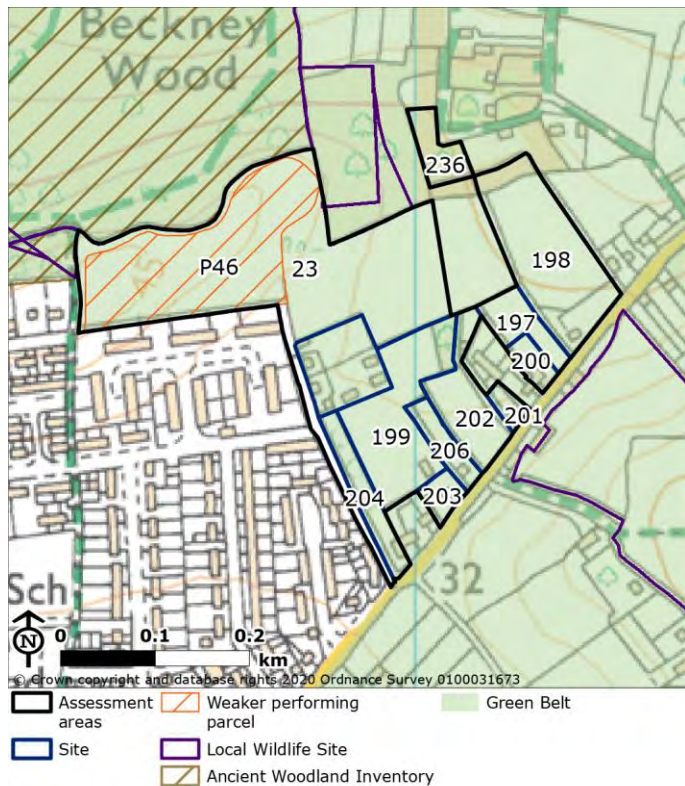 Beckney
Wood
236
198
P46
23
15
197
200
201
202
199
206
204
203
Sch
32
N
0 0.1 0.2
km
© Crown copyright and database rights 2020 Ordnance Survey 0100031673
Assessment areas
Weaker performing parcel
Green Belt
Site
Local Wildlife Site
Ancient Woodland Inventory